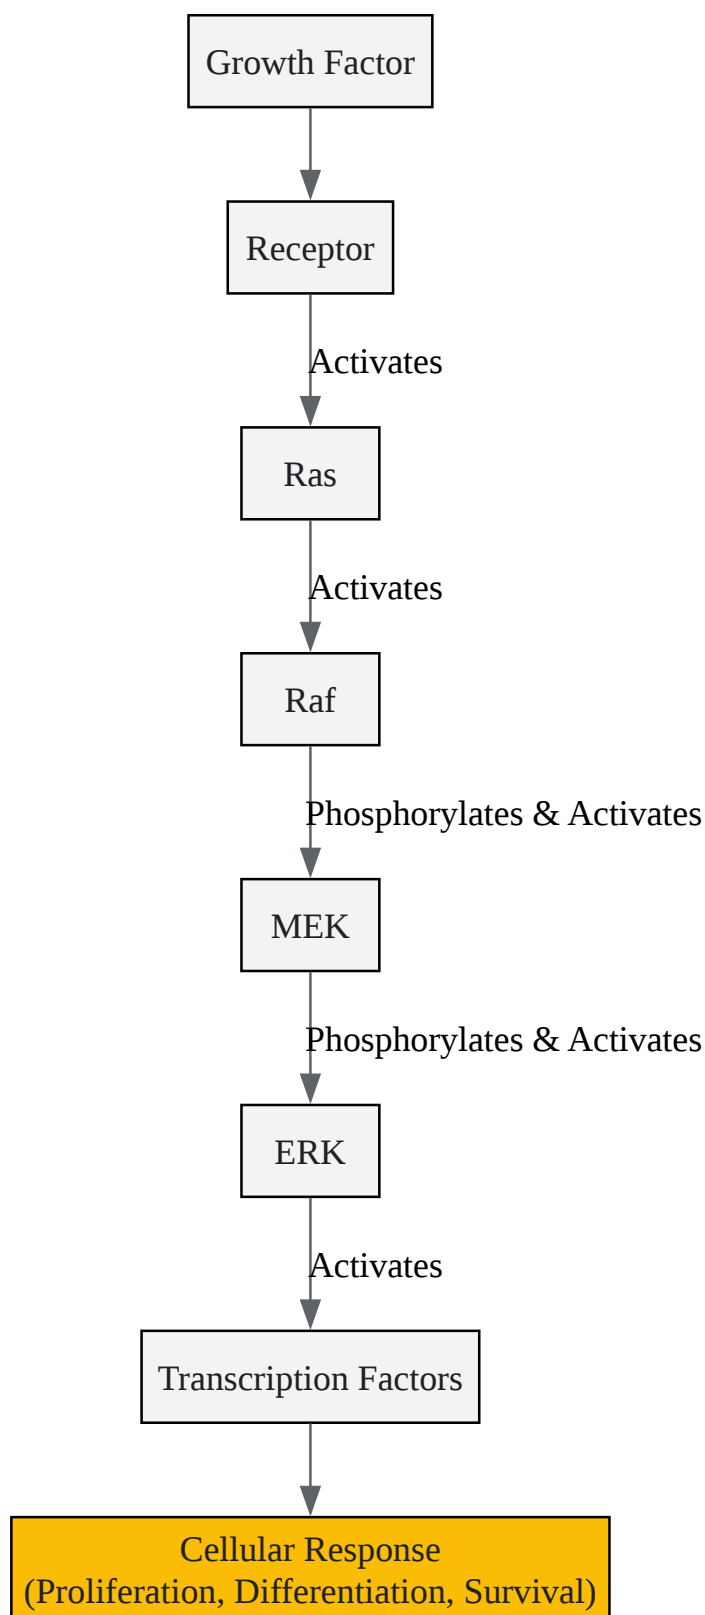 Growth Factor
Receptor
Activates
Ras
Activates
Raf
Phosphorylates & Activates
MEK
Phosphorylates & Activates
ERK
Activates
Transcription Factors
Cellular Response
(Proliferation, Differentiation, Survival)